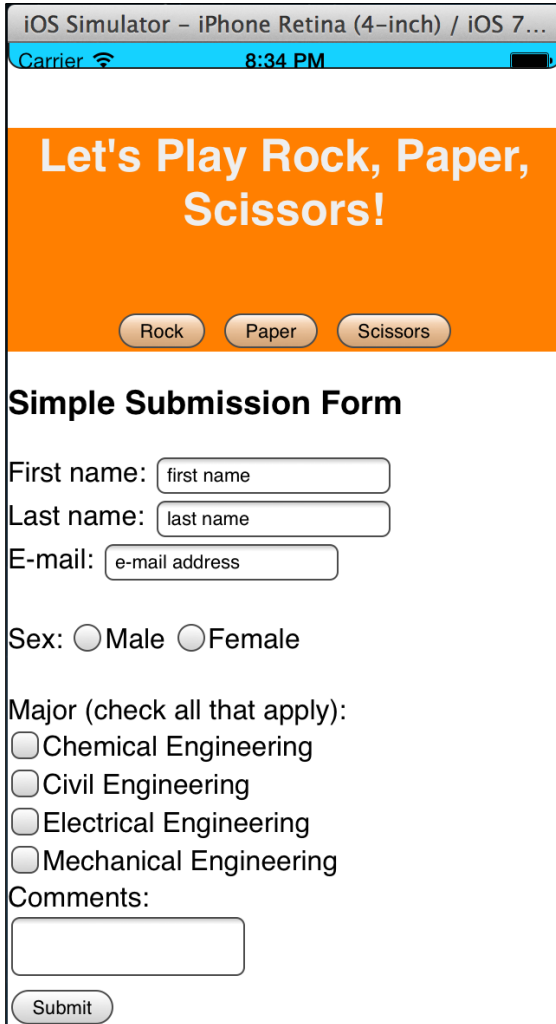 iOS Simulator – iPhone Retina (4-inch) / iOS 7...
Carrier 8:34 PM
Let's Play Rock, Paper,
Scissors!
Rock Paper Scissors
Simple Submission Form
First name: first name
Last name: last name
E-mail: e-mail address
Sex: Male Female
Major (check all that apply):
Chemical Engineering
Civil Engineering
Electrical Engineering
Mechanical Engineering
Comments:
Submit